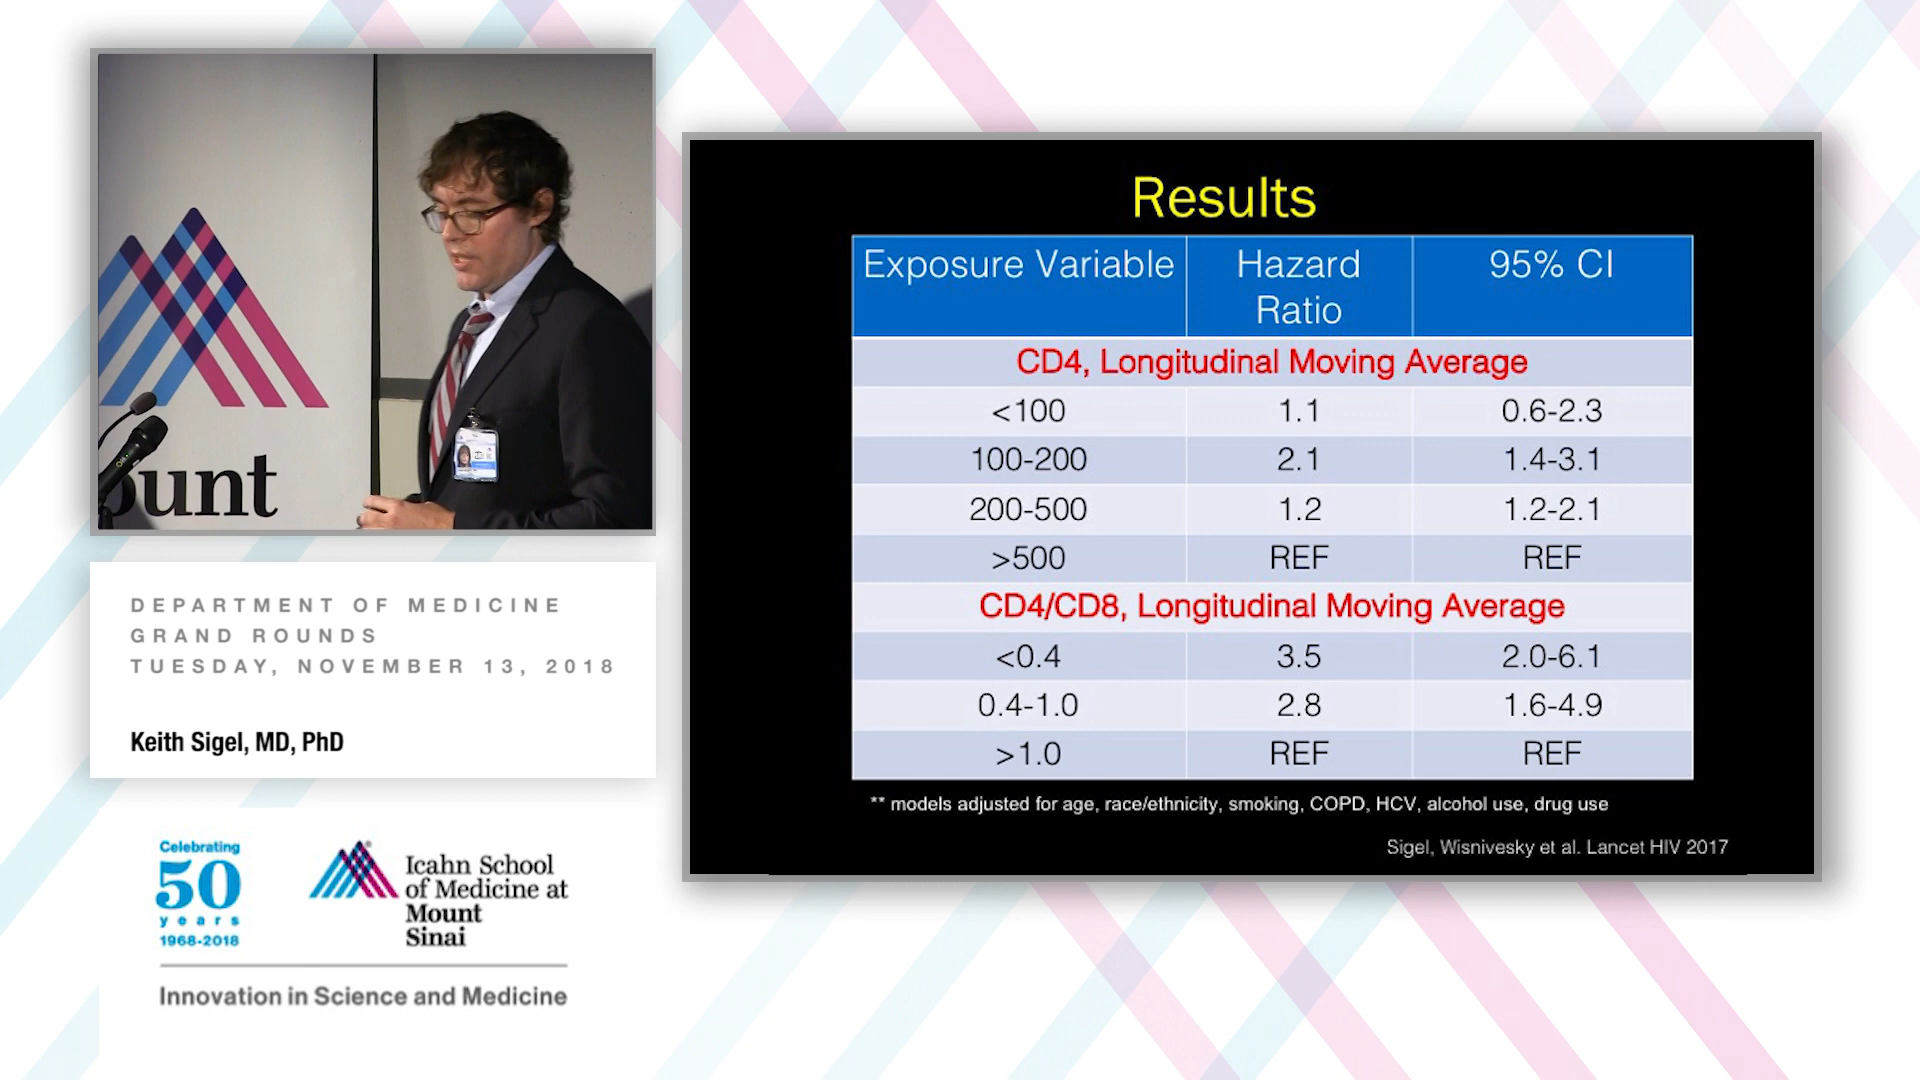 ount
DEPARTMENT OF MEDICINE
GRAND ROUNDS
TUESDAY, NOVEMBER 13, 2018
Keith Sigel, MD, PhD
Celebrating
50
years
1968-2018
Icahn School
of Medicine at
Mount
Sinai
Innovation in Science and Medicine
Results
Exposure Variable Hazard Ratio 95% CI
CD4, Longitudinal Moving Average
<100 1.1 0.6-2.3
100-200 2.1 1.4-3.1
200-500 1.2 1.2-2.1
>500 REF REF
CD4/CD8, Longitudinal Moving Average
<0.4 3.5 2.0-6.1
0.4-1.0 2.8 1.6-4.9
>1.0 REF REF
** models adjusted for age, race/ethnicity, smoking, COPD, HCV, alcohol use, drug use
Sigel, Wisnivesky et al. Lancet HIV 2017